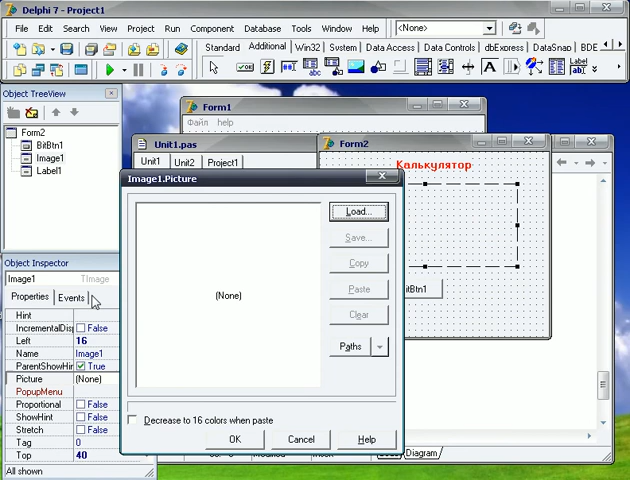 Delphi 7 - Project1
File Edit Search View Project Run Component Database Tools Window Help
<None>
Standard Additional Win32 System Data Access Data Controls dbExpress DataSnap BDE
Object TreeView
Form2
BitBtn1
Image1
Label1
Form1
Файл help
Unit1.pas
Unit1 Unit2 Project1
Form2
Калькулятор
Image1.Picture
(None)
Load...
Save...
Copy
Paste
Clear
Paths
Decrease to 16 colors when paste
OK Cancel Help
Object Inspector
Image1 TImage
Properties Events
Hint
IncrementalDisp False
Left 16
Name Image1
ParentShowHin True
Picture (None)
PopupMenu
Proportional False
ShowHint False
Stretch False
Tag 0
Top 40
All shown
Diagram